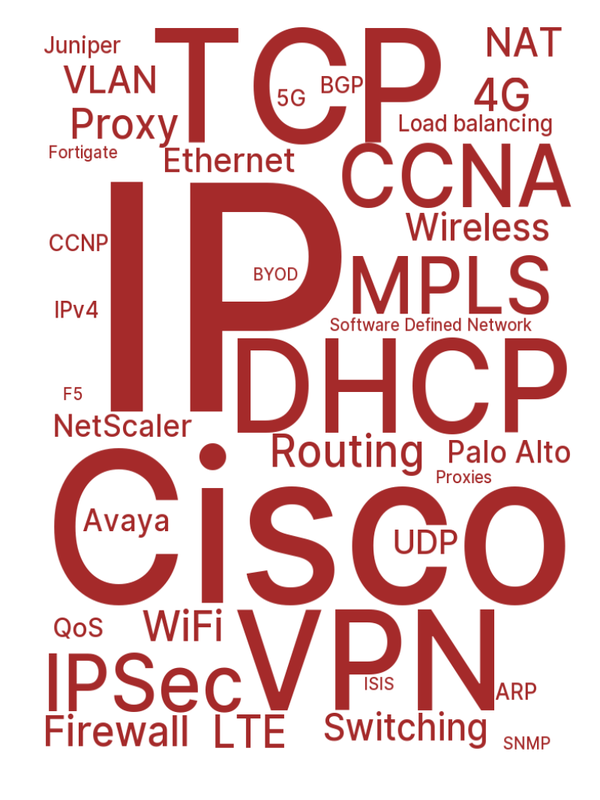 Juniper
TCP
NAT
VLAN
5G
BGP
4G
Proxy
Load balancing
Fortigate
Ethernet
CCNA
IP
Wireless
CCNP
BYOD
MPLS
IPv4
Software Defined Network
DHCP
F5
NetScaler
Routing
Palo Alto
Proxies
Cisco
Avaya
UDP
QoS
WiFi
VPN
IPSec
ISIS
ARP
Firewall
LTE
Switching
SNMP